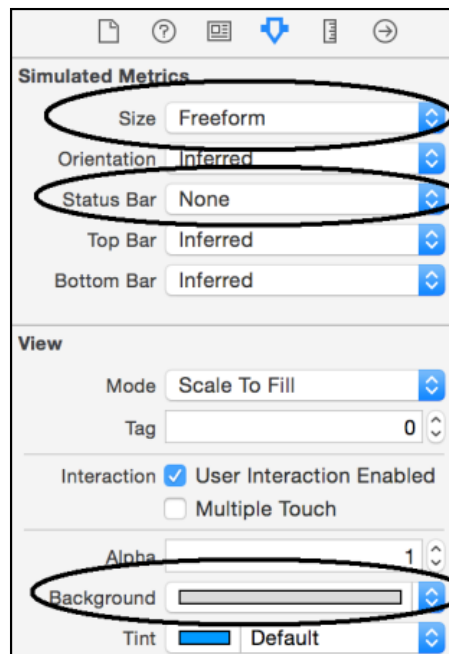 Simulated Metrics
Size Freeform
Orientation Inferred
Status Bar None
Top Bar Inferred
Bottom Bar Inferred
View
Mode Scale To Fill
Tag 0
Interaction User Interaction Enabled
Multiple Touch
Alpha 1
Background
Tint Default